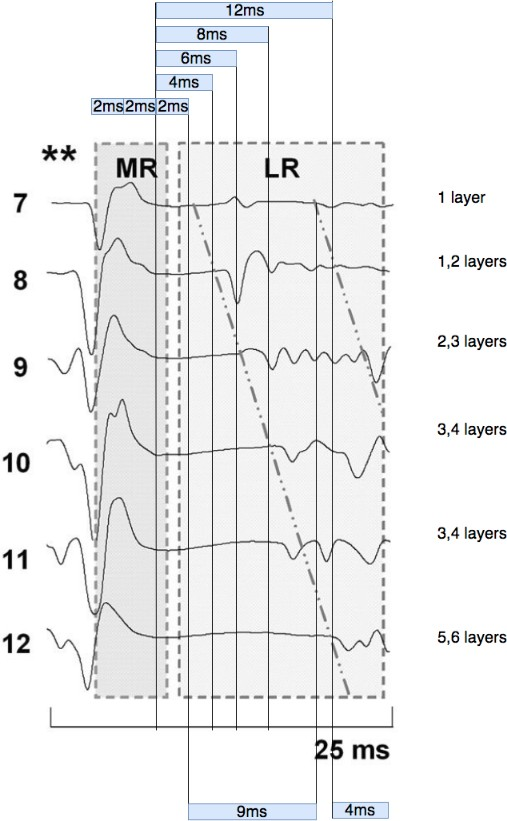 12ms
8ms
6ms
4ms
2ms 2ms 2ms
**
MR LR
7 1 layer
8 1,2 layers
9 2,3 layers
10 3,4 layers
11 3,4 layers
12 5,6 layers
25 ms
9ms 4ms